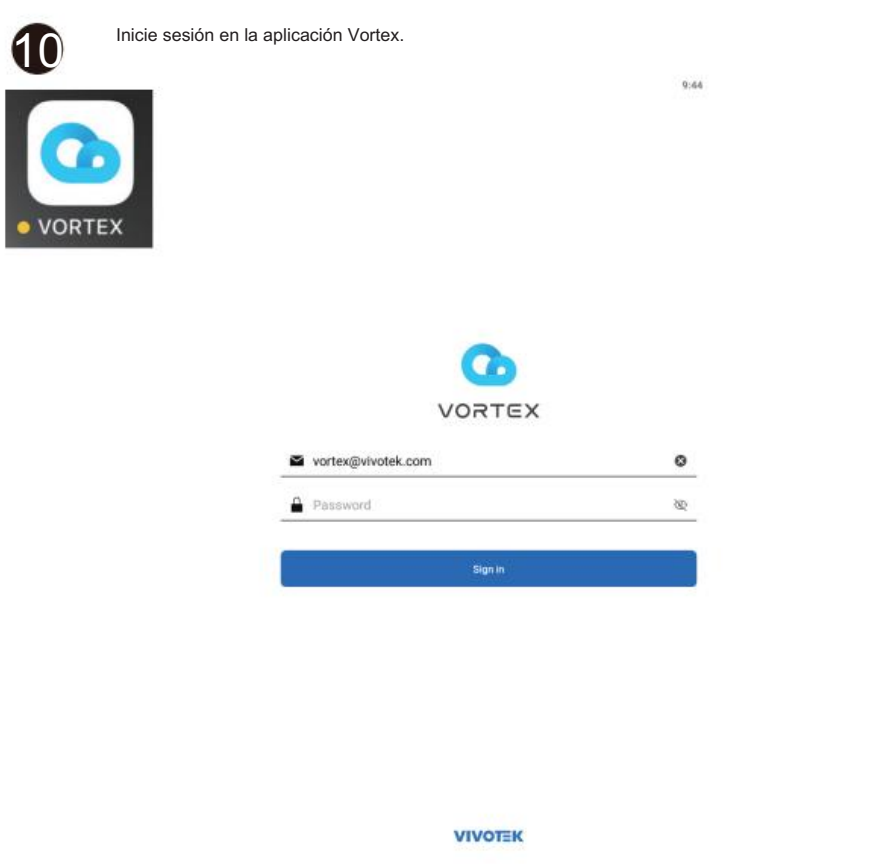 10
Inicie sesión en la aplicación Vortex.
9:44
VORTEX
VORTEX
vortex@vivotek.com
Password
Sign in
VIVOTEK